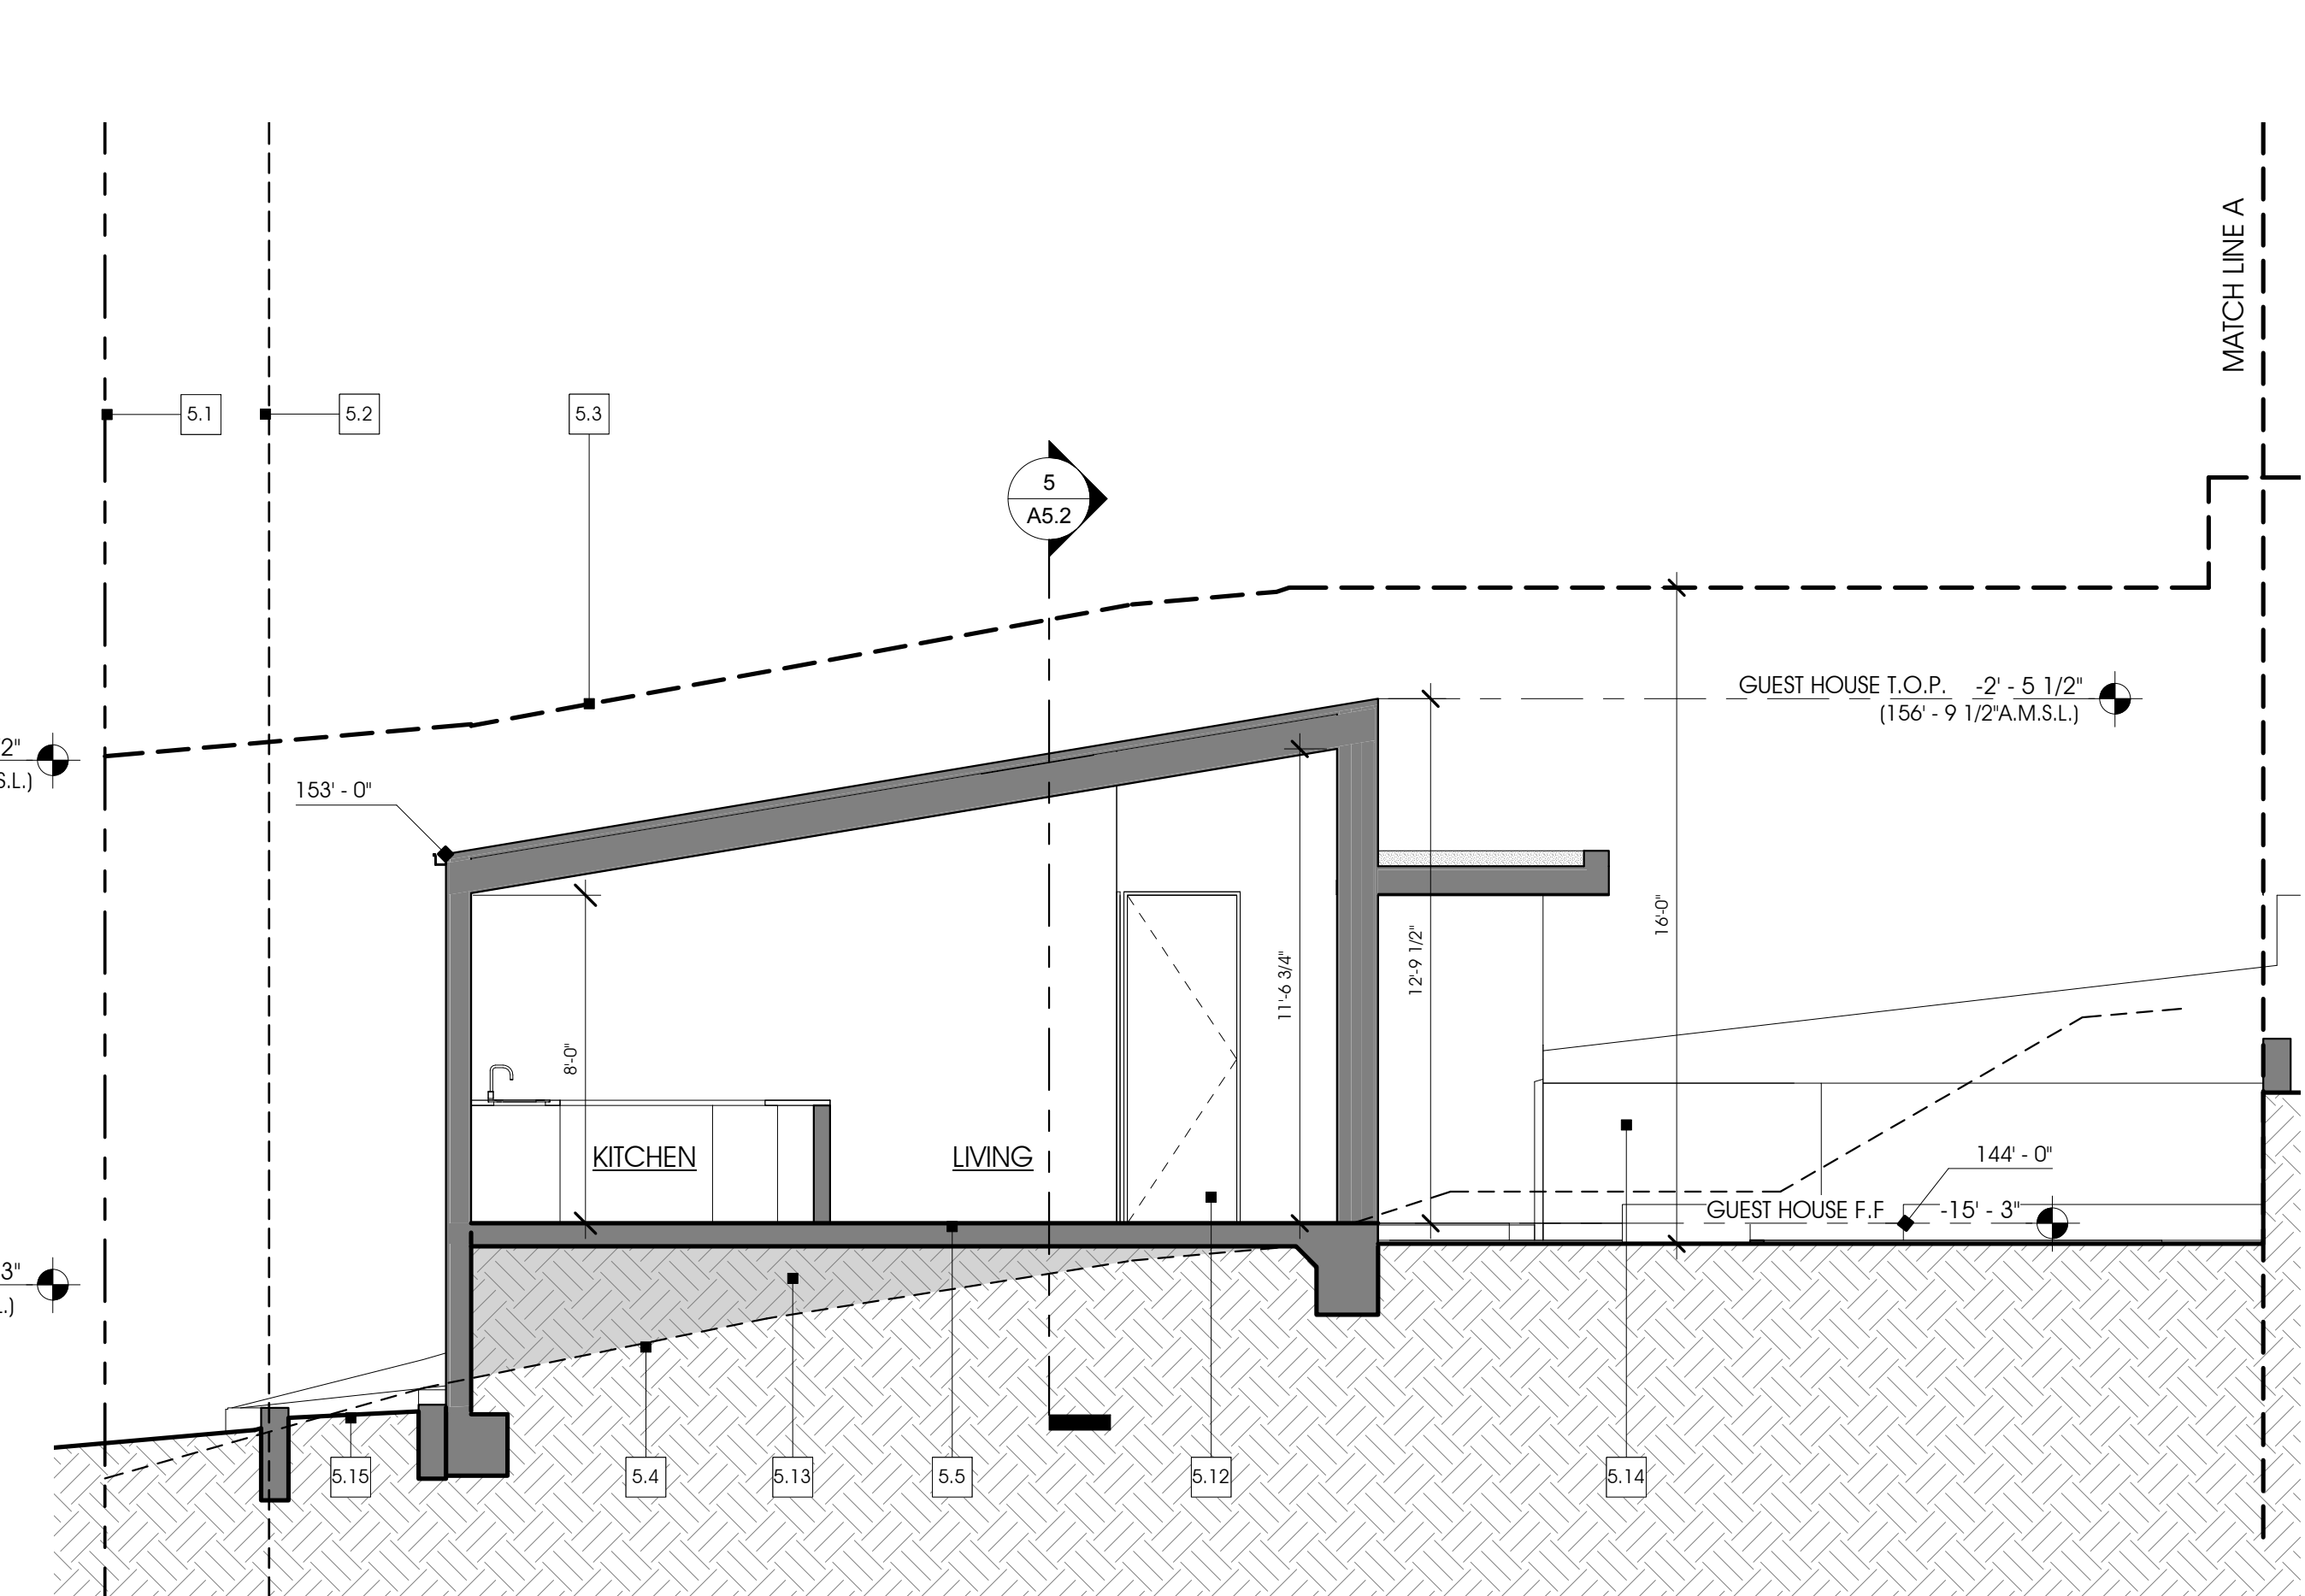 MATCH LINE A
5.1
5.2
5.3
5
A5.2
GUEST HOUSE T.O.P. -2' - 5 1/2"
(156' - 9 1/2"A.M.S.L.)
2"
S.L.)
153' - 0"
16'-0"
12'-9 1/2"
11'-6 3/4"
8'-0"
KITCHEN
LIVING
144' - 0"
GUEST HOUSE F.F -15' - 3"
3"
.)
5.15
5.4
5.13
5.5
5.12
5.14